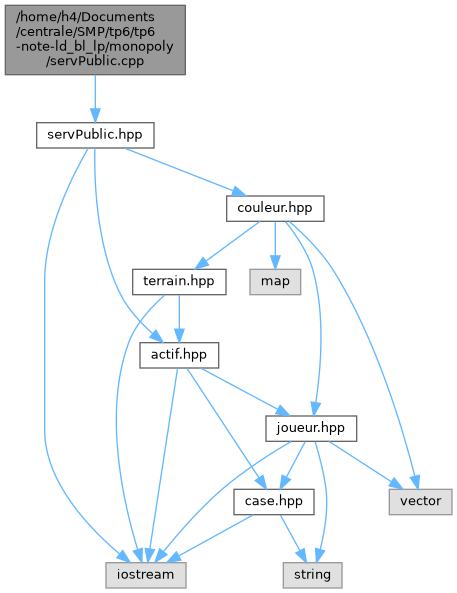 /home/h4/Documents
/centrale/SMP/tp6/tp6
-note-ld_bl_lp/monopoly
/servPublic.cpp
servPublic.hpp
couleur.hpp
terrain.hpp
map
actif.hpp
joueur.hpp
case.hpp
vector
iostream
string